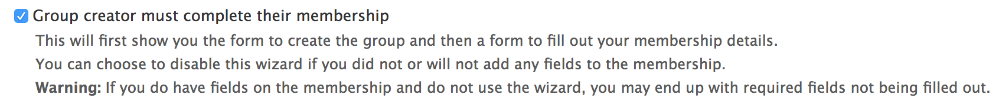 Group creator must complete their membership
This will first show you the form to create the group and then a form to fill out your membership details.
You can choose to disable this wizard if you did not or will not add any fields to the membership.
Warning: If you do have fields on the membership and do not use the wizard, you may end up with required fields not being filled out.